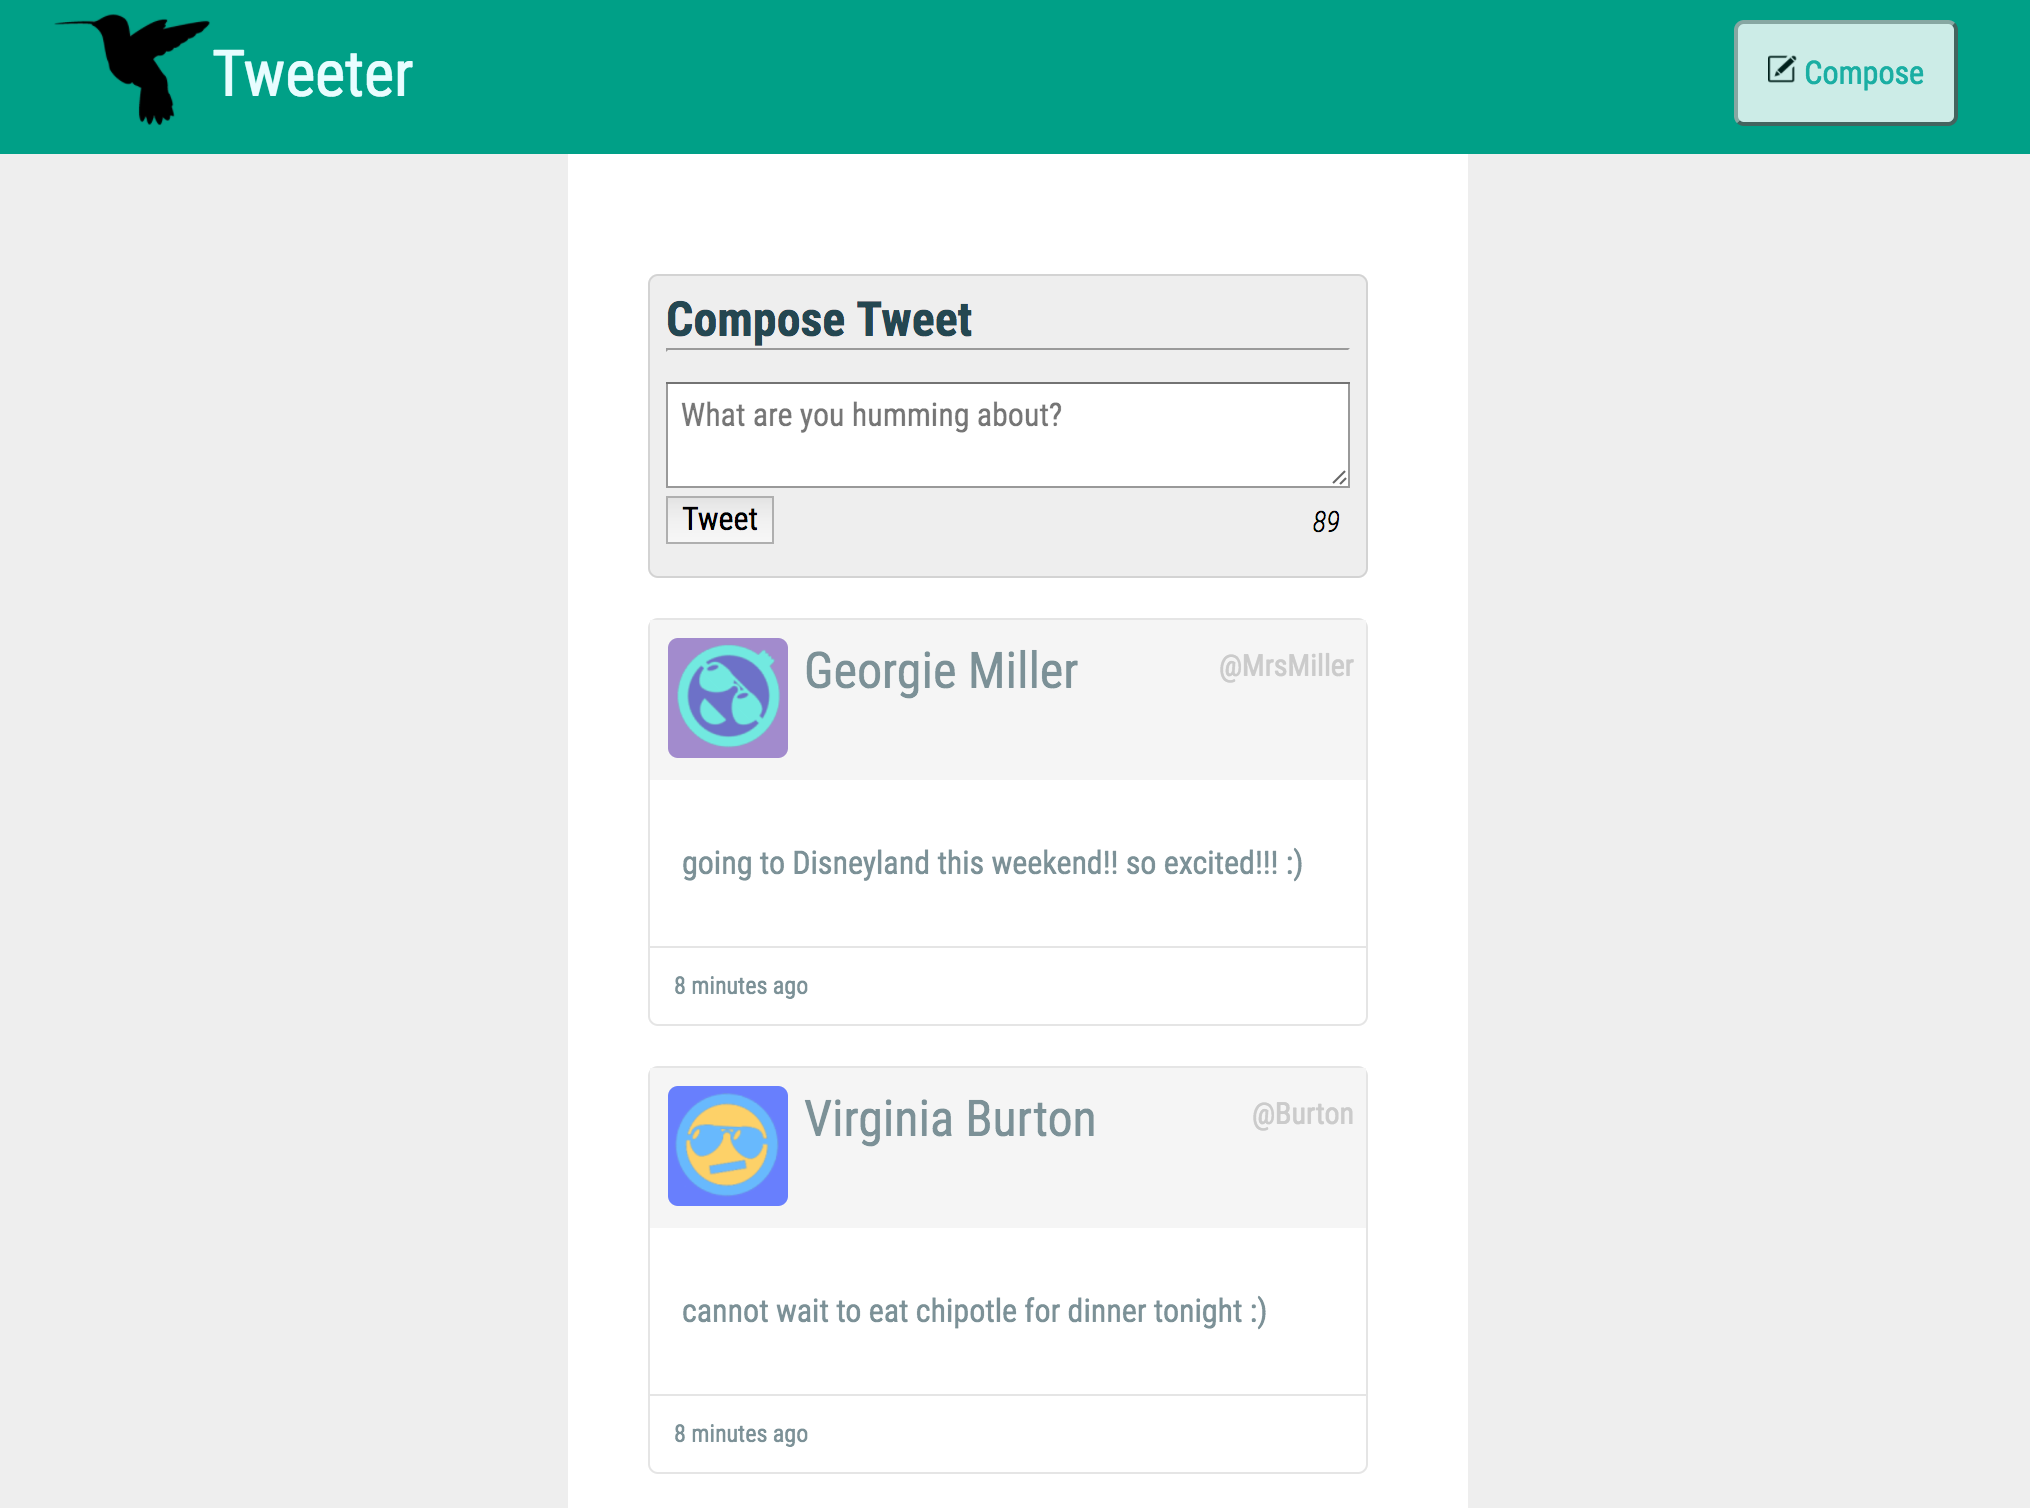 Tweeter
Compose
Compose Tweet
What are you humming about?
Tweet
89
Georgie Miller
@MrsMiller
going to Disneyland this weekend!! so excited!!! :)
8 minutes ago
Virginia Burton
@Burton
cannot wait to eat chipotle for dinner tonight :)
8 minutes ago